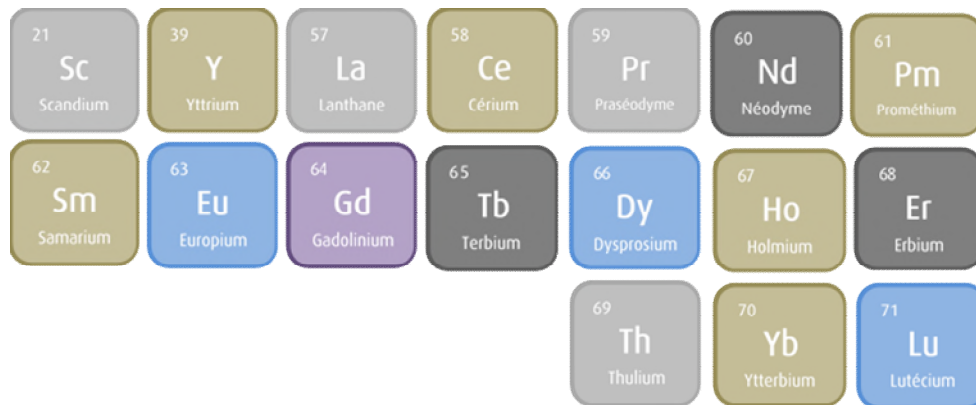 21
Sc
Scandium
39
Y
Yttrium
57
La
Lanthane
58
Ce
Cérium
59
Pr
Praséodyme
60
Nd
Néodyme
61
Pm
Prométhium
62
Sm
Samarium
63
Eu
Europium
64
Gd
Gadolinium
65
Tb
Terbium
66
Dy
Dysprosium
67
Ho
Holmium
68
Er
Erbium
69
Th
Thulium
70
Yb
Ytterbium
71
Lu
Lutécium